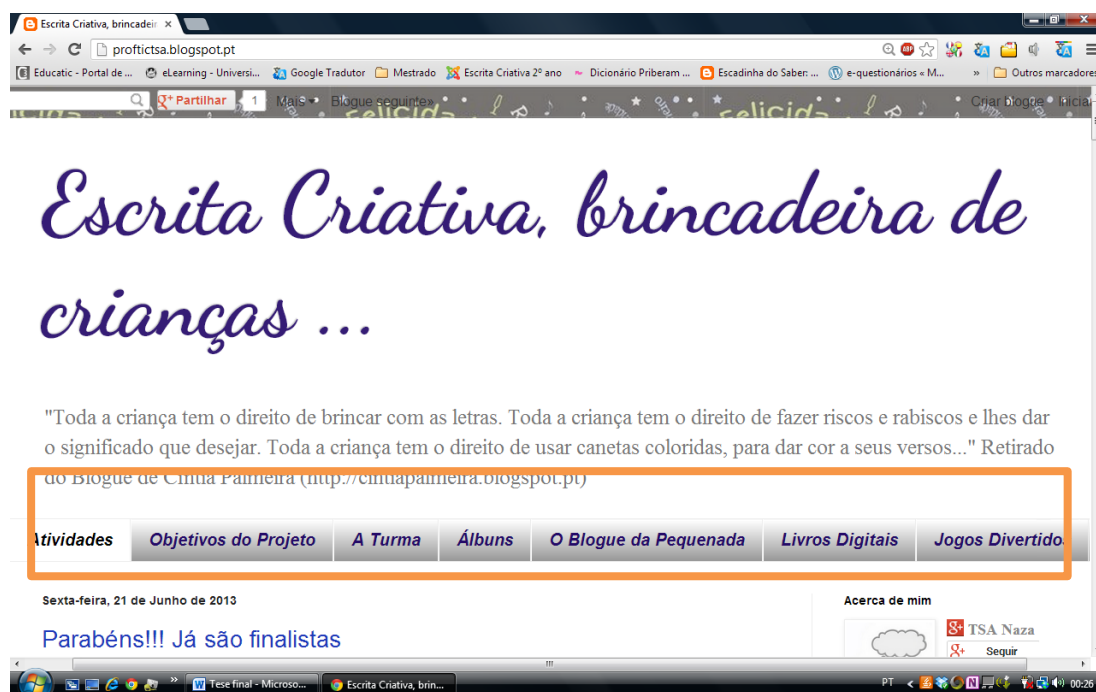 Escrita Criativa, brincadeir
proftictsa.blogspot.pt
Educatic - Portal de ... eLearning - Universi... Google Tradutor Mestrado Escrita Criativa 2º ano Dicionário Priberam ... Escadinha do Saber: ... e-questionários « M... » Outros marcadores
Partilhar 1 Mais Blogue seguinte» Criar blogue Inicia
Escrita Criativa, brincadeira de
crianças ...
"Toda a criança tem o direito de brincar com as letras. Toda a criança tem o direito de fazer riscos e rabiscos e lhes dar
o significado que desejar. Toda a criança tem o direito de usar canetas coloridas, para dar cor a seus versos..." Retirado
do Blogue de Cintia Palmeira (http://cintiapalmeira.blogspot.pt)
Atividades Objetivos do Projeto A Turma Álbuns O Blogue da Pequenada Livros Digitais Jogos Divertidos
Sexta-feira, 21 de Junho de 2013 Acerca de mim
Parabéns!!! Já são finalistas TSA Naza
Seguir
Tese final - Microso... Escrita Criativa, brin... PT 00:26